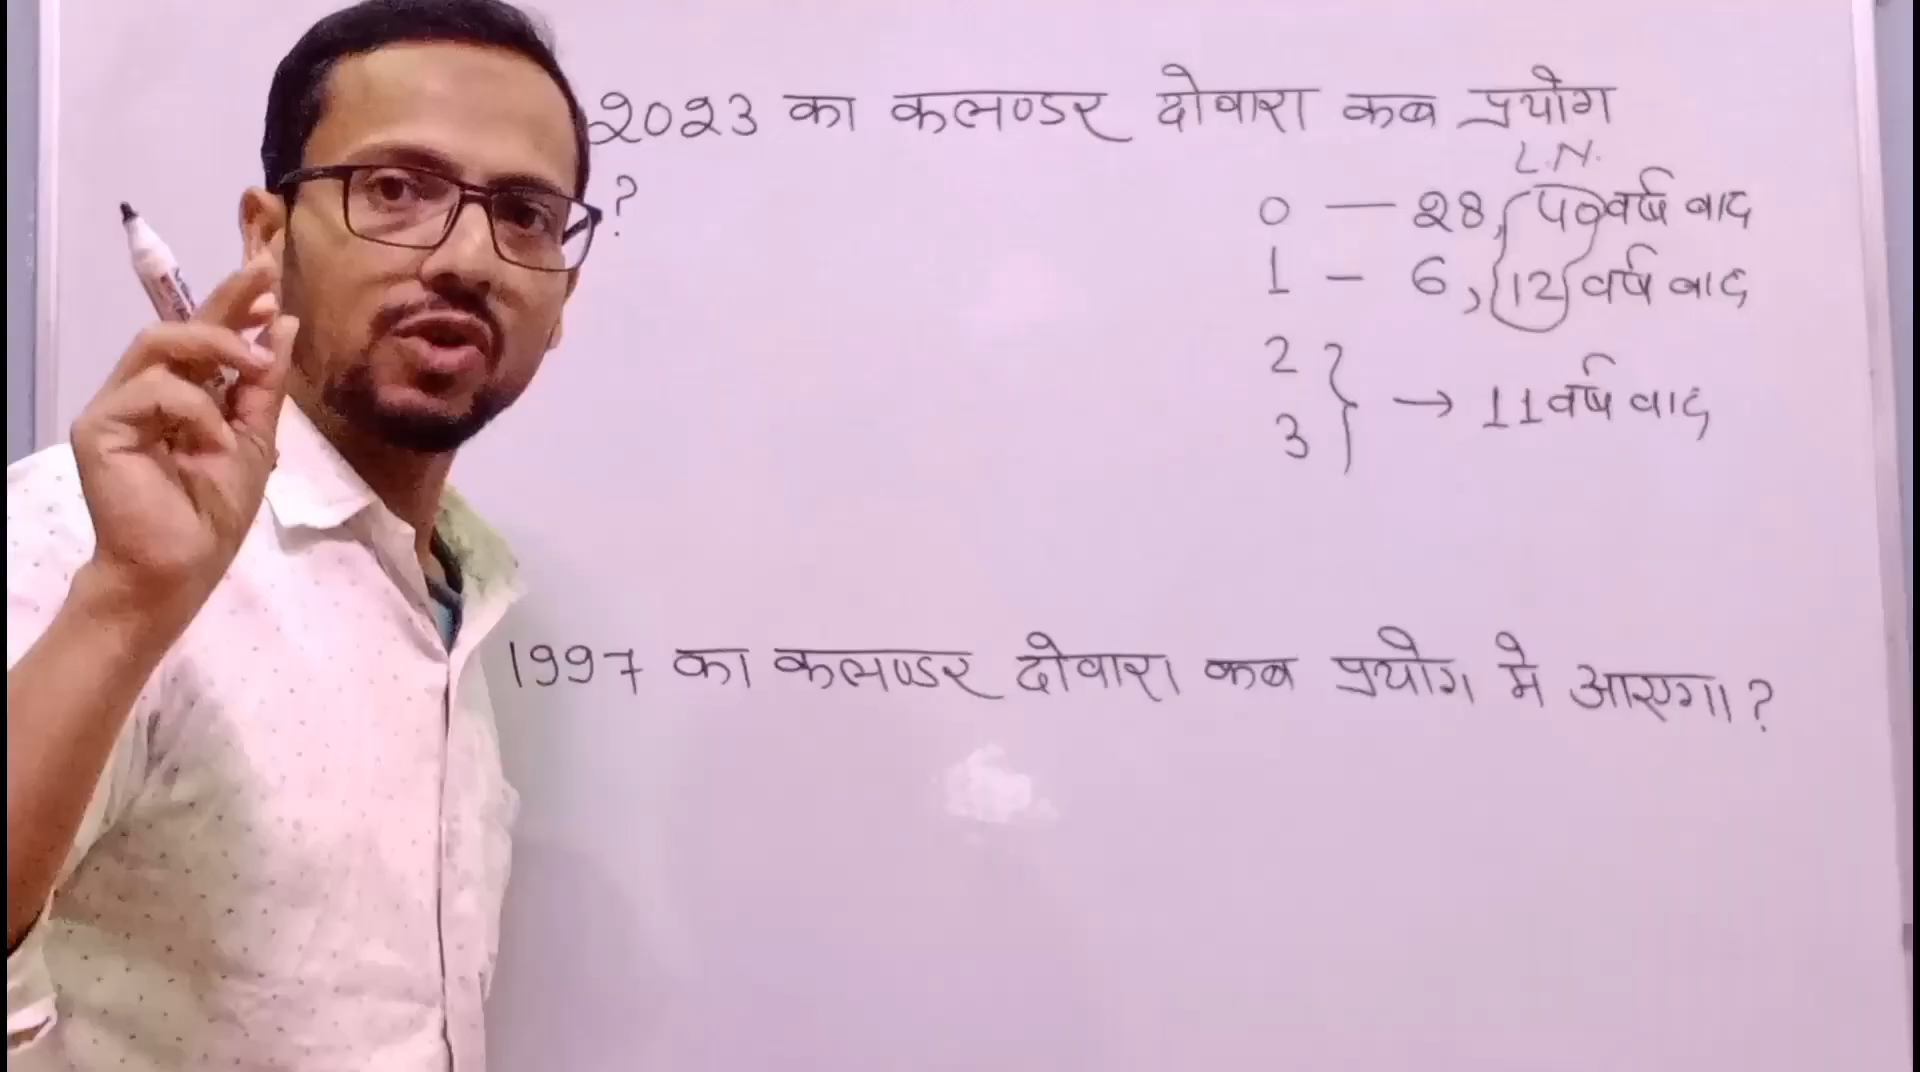 2023 का कलण्डर दोवारा कब प्रयोग
?
L.N.
0 — 28, 40 वर्ष बाद
1 - 6, 12 वर्ष बाद
2
3 } → 11 वर्ष बाद
1997 का कलण्डर दोवारा कब प्रयोग मे आएगा?